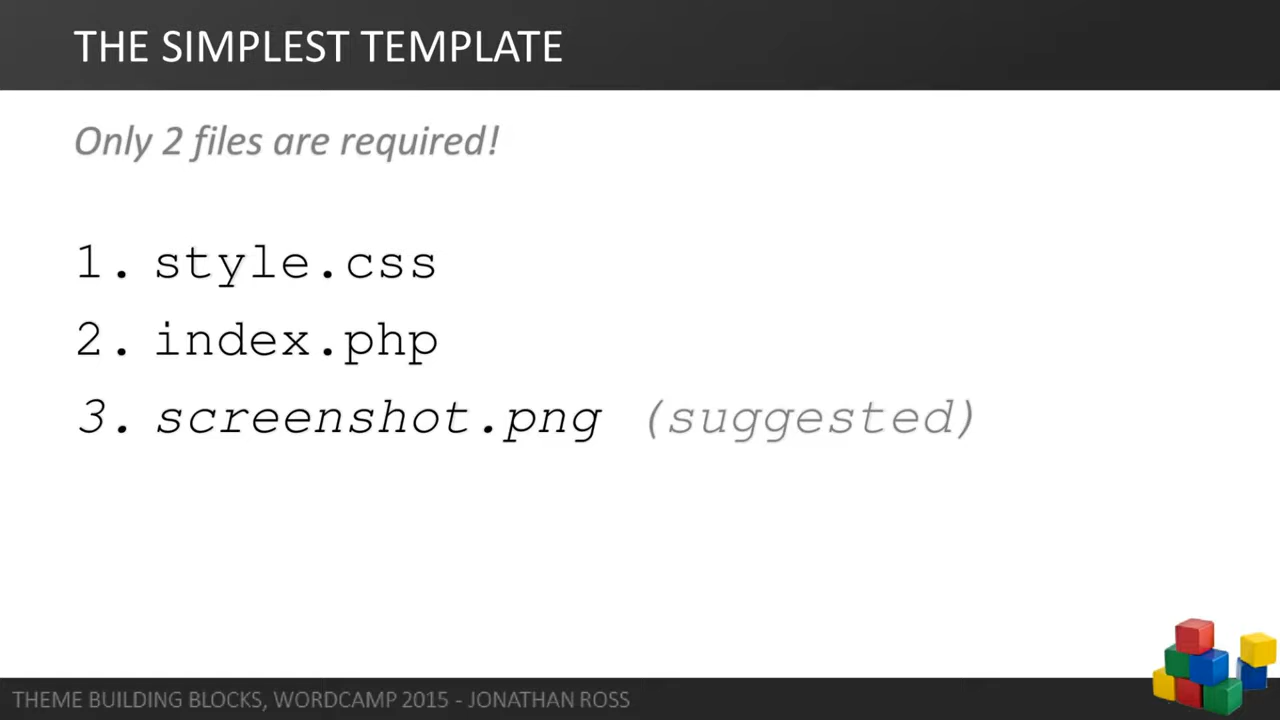 THE SIMPLEST TEMPLATE
Only 2 files are required!
1. style.css
2. index.php
3. screenshot.png (suggested)
THEME BUILDING BLOCKS, WORDCAMP 2015 - JONATHAN ROSS